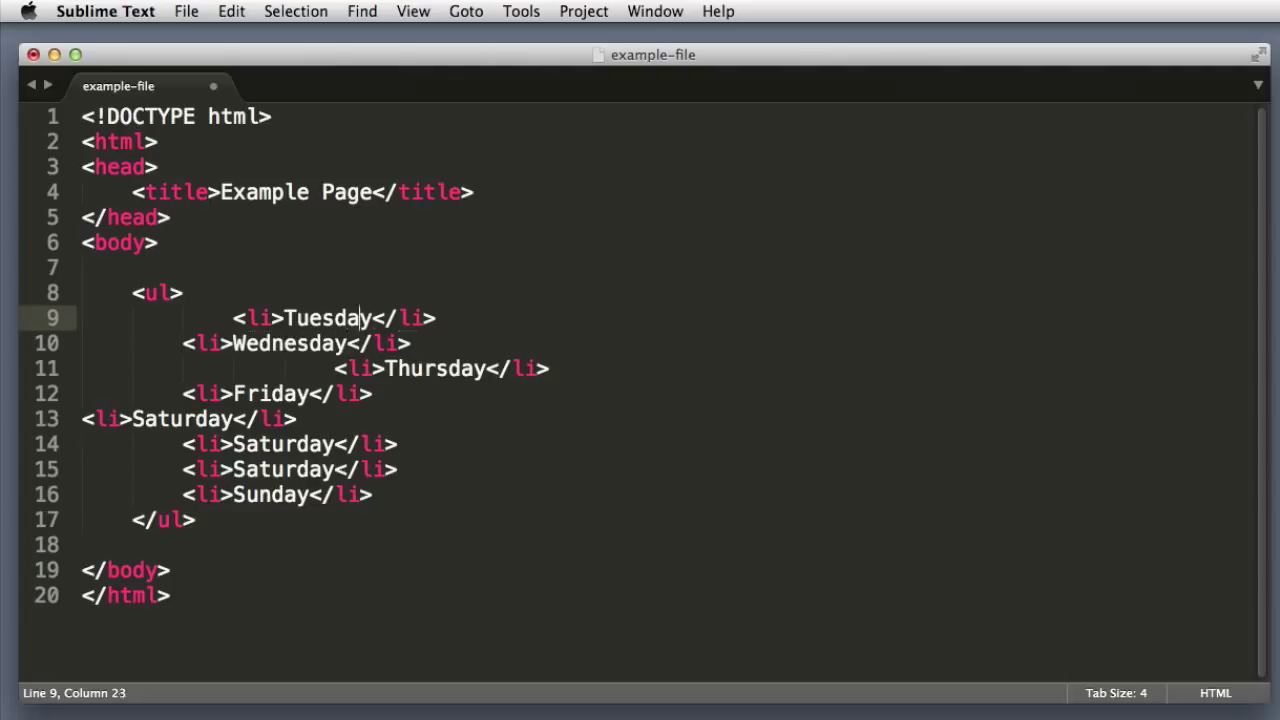 Sublime Text File Edit Selection Find View Goto Tools Project Window Help
example-file
example-file
1 <!DOCTYPE html>
2 <html>
3 <head>
4 <title>Example Page</title>
5 </head>
6 <body>
7
8 <ul>
9 <li>Tuesday</li>
10 <li>Wednesday</li>
11 <li>Thursday</li>
12 <li>Friday</li>
13 <li>Saturday</li>
14 <li>Saturday</li>
15 <li>Saturday</li>
16 <li>Sunday</li>
17 </ul>
18
19 </body>
20 </html>
Line 9, Column 23 Tab Size: 4 HTML